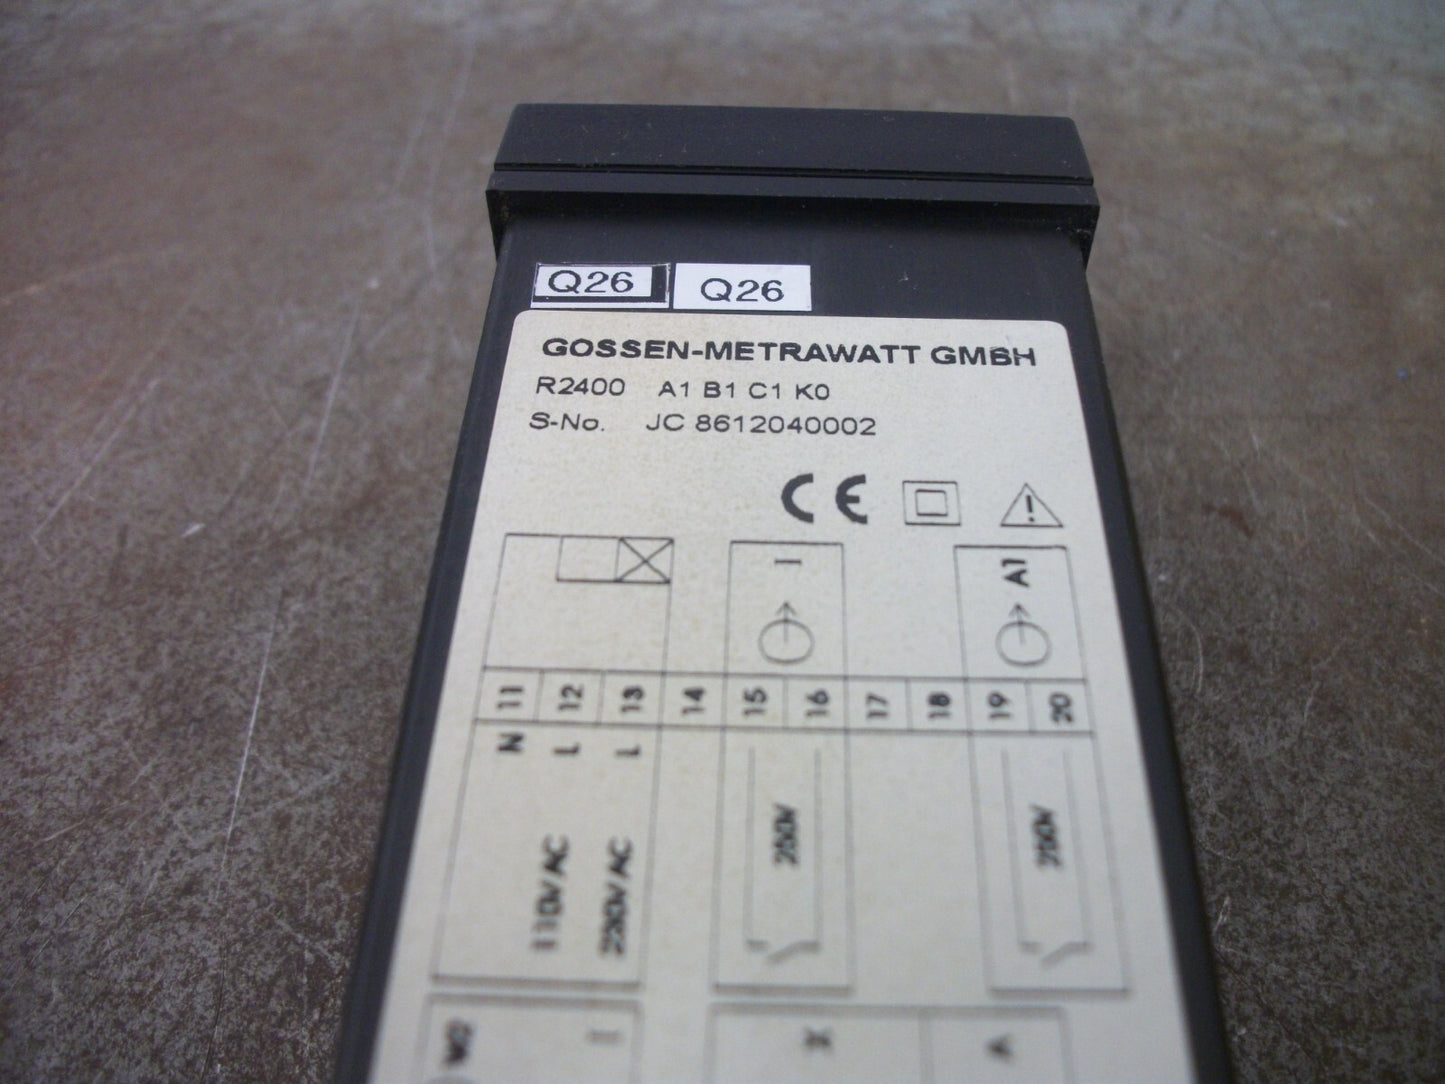 Q26 Q26
GOSSEN-METRAWATT GMBH
R2400 A1 B1 C1 K0
S-No. JC 8612040002
CE
I A1
11 12 13 14 15 16 17 18 19 20
N L L
110V AC 230V AC 250V 250V